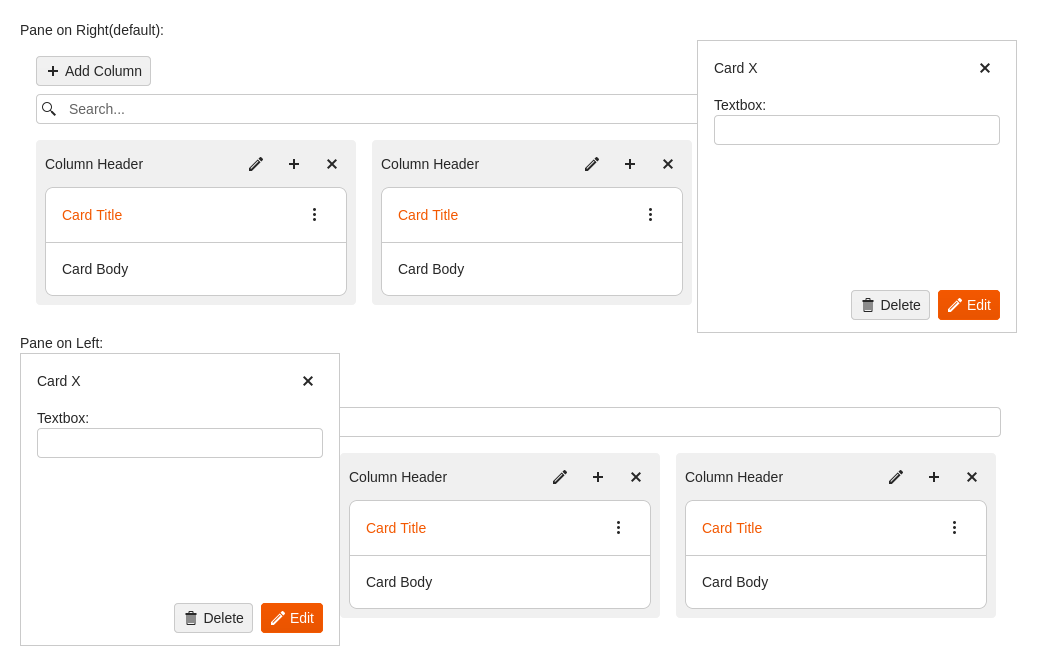 Pane on Right(default):
Add Column
Search...
Column Header
Card Title
Card Body
Column Header
Card Title
Card Body
Card X
Textbox:
Delete
Edit
Pane on Left:
Card X
Textbox:
Delete
Edit
Column Header
Card Title
Card Body
Column Header
Card Title
Card Body